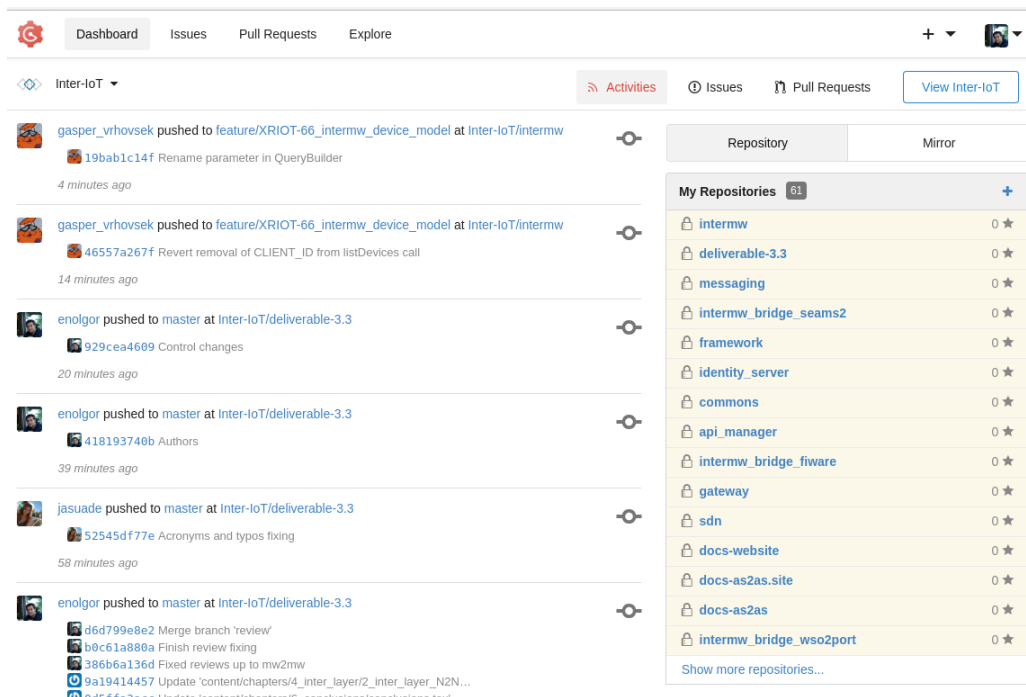 Dashboard Issues Pull Requests Explore
Inter-IoT Activities Issues Pull Requests View Inter-IoT
gasper_vrhovsek pushed to feature/XRIOT-66_intermw_device_model at Inter-IoT/intermw
19bab1c14f Rename parameter in QueryBuilder
4 minutes ago
gasper_vrhovsek pushed to feature/XRIOT-66_intermw_device_model at Inter-IoT/intermw
46557a267f Revert removal of CLIENT_ID from listDevices call
14 minutes ago
enolgor pushed to master at Inter-IoT/deliverable-3.3
929cea4609 Control changes
20 minutes ago
enolgor pushed to master at Inter-IoT/deliverable-3.3
418193740b Authors
39 minutes ago
jasuade pushed to master at Inter-IoT/deliverable-3.3
52545df77e Acronyms and typos fixing
58 minutes ago
enolgor pushed to master at Inter-IoT/deliverable-3.3
d6d799e8e2 Merge branch 'review'
b0c61a880a Finish review fixing
386b6a136d Fixed reviews up to mw2mw
9a19414457 Update 'content/chapters/4_inter_layer/2_inter_layer_N2N…
Repository Mirror
My Repositories 61
intermw 0
deliverable-3.3 0
messaging 0
intermw_bridge_seams2 0
framework 0
identity_server 0
commons 0
api_manager 0
intermw_bridge_fiware 0
gateway 0
sdn 0
docs-website 0
docs-as2as.site 0
docs-as2as 0
intermw_bridge_wso2port 0
Show more repositories...